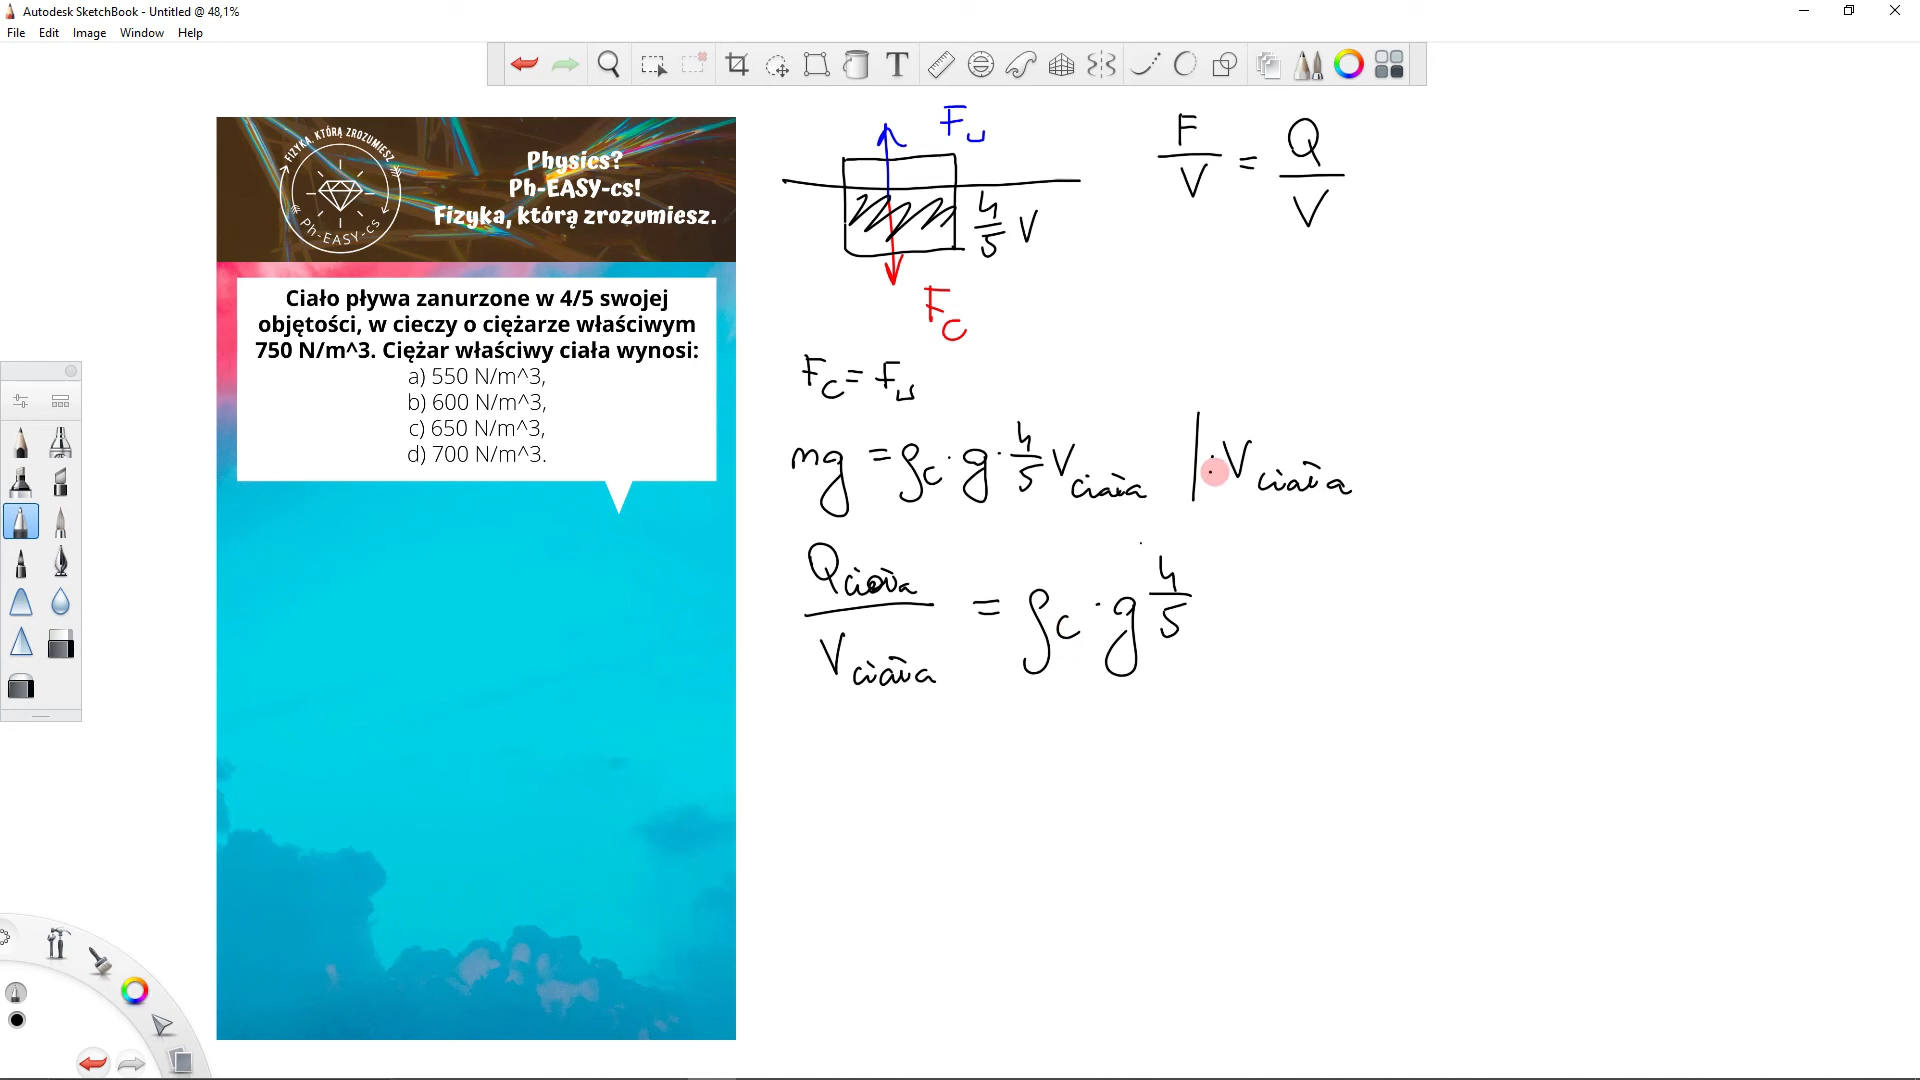 Autodesk SketchBook - Untitled @ 48,1%
File Edit Image Window Help
FIZYKA, KTÓRĄ ZROZUMIESZ
Ph-EASY-cs
Physics?
Ph-EASY-cs!
Fizyka, którą zrozumiesz.
Ciało pływa zanurzone w 4/5 swojej
objętości, w cieczy o ciężarze właściwym
750 N/m^3. Ciężar właściwy ciała wynosi:
a) 550 N/m^3,
b) 600 N/m^3,
c) 650 N/m^3,
d) 700 N/m^3.
Fu
4/5 V
Fc
F/V = Q/V
Fc = Fu
mg = ρc · g · 4/5 Vciała | : Vciała
Qciała/Vciała = ρc · g 4/5